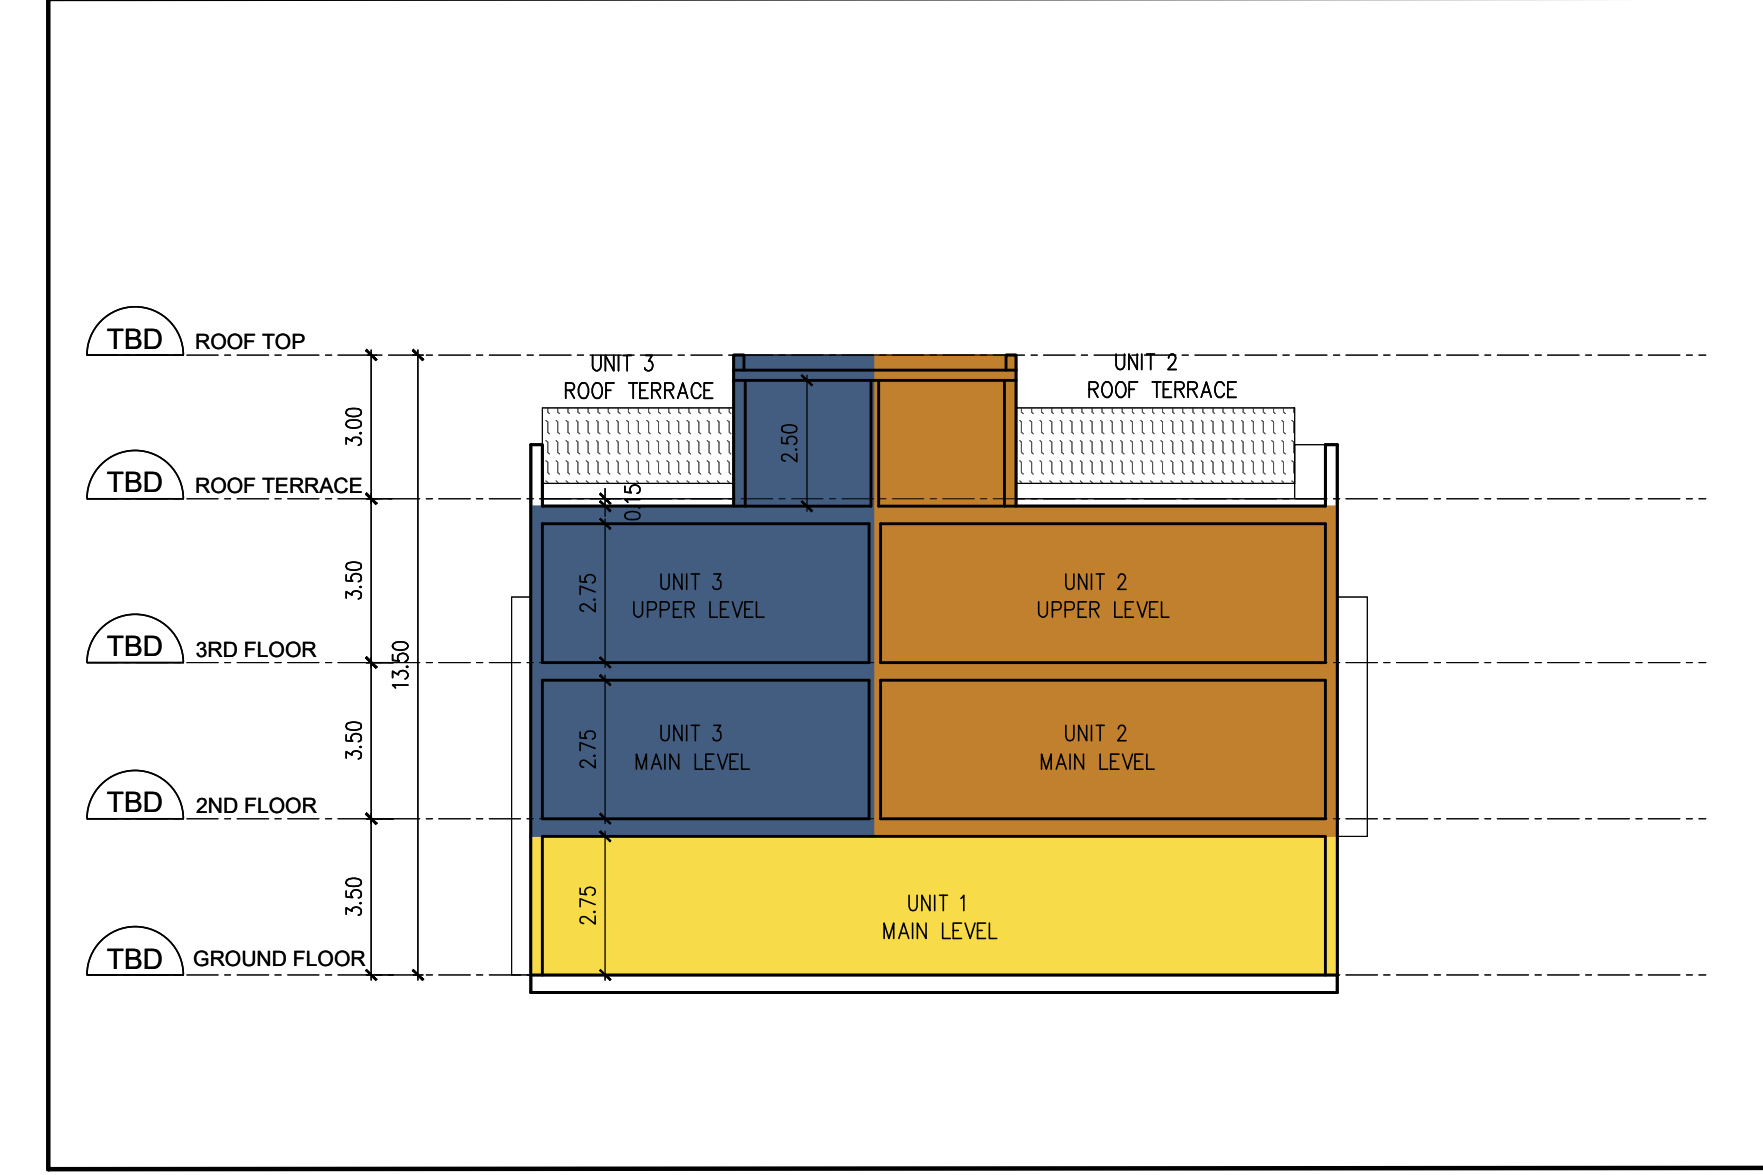 TBD ROOF TOP
UNIT 3
ROOF TERRACE
UNIT 2
ROOF TERRACE
3.00
2.50
TBD ROOF TERRACE
0.15
3.50
2.75
UNIT 3
UPPER LEVEL
UNIT 2
UPPER LEVEL
TBD 3RD FLOOR
13.50
3.50
2.75
UNIT 3
MAIN LEVEL
UNIT 2
MAIN LEVEL
TBD 2ND FLOOR
3.50
2.75
UNIT 1
MAIN LEVEL
TBD GROUND FLOOR